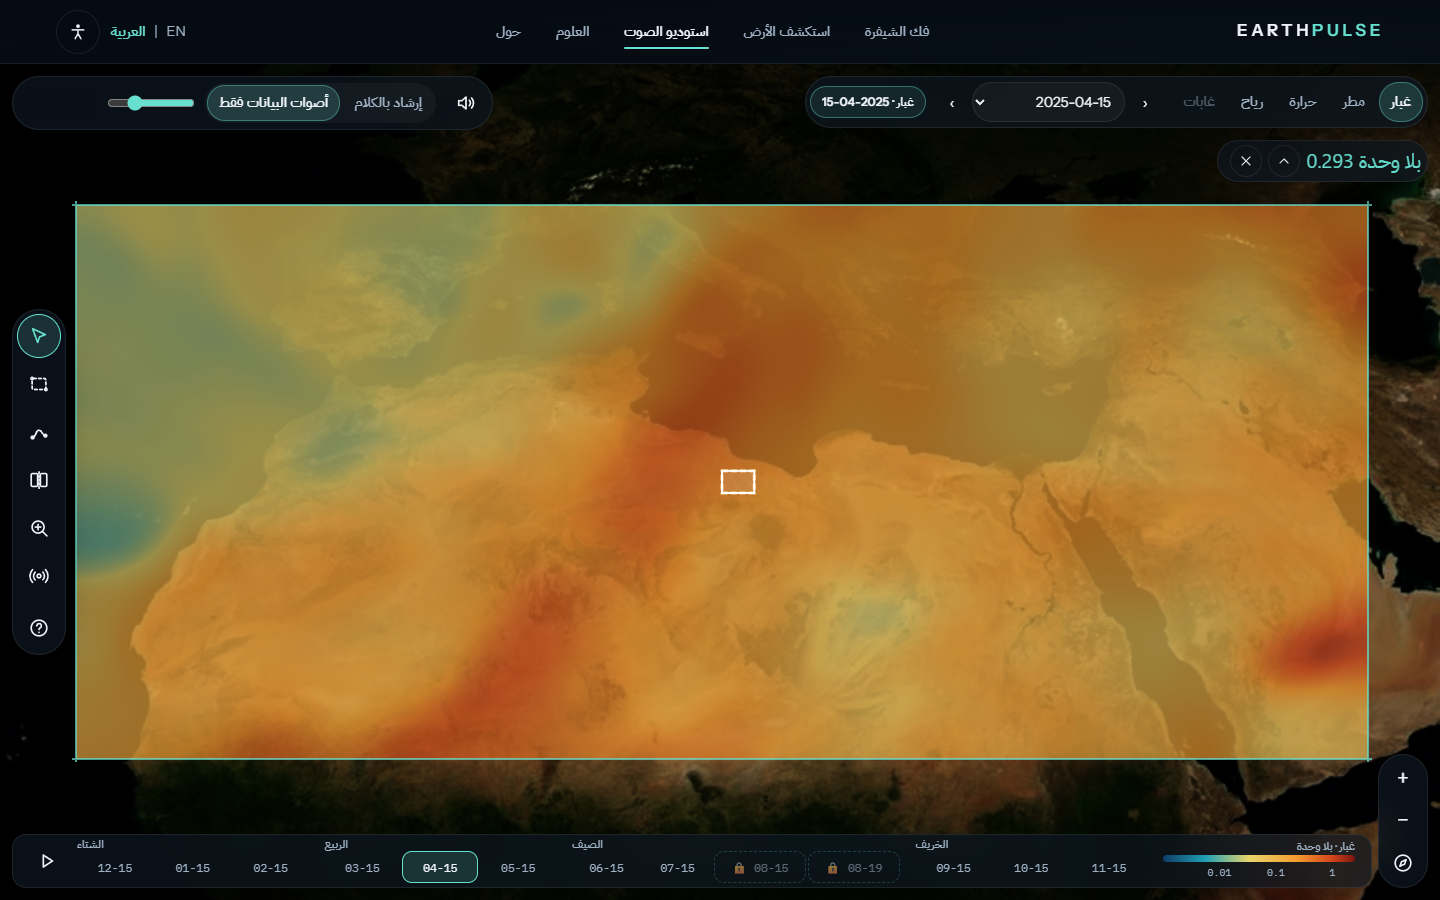 EARTHPULSE
فك الشيفرة
استكشف الأرض
استوديو الصوت
العلوم
حول
EN | العربية
غبار
مطر
حرارة
رياح
غابات
2025-04-15
غبار · 2025-04-15
إرشاد بالكلام
أصوات البيانات فقط
0.293 بلا وحدة
الشتاء
الربيع
الصيف
الخريف
12-15
01-15
02-15
03-15
04-15
05-15
06-15
07-15
08-15
08-19
09-15
10-15
11-15
غبار · بلا وحدة
0.01
0.1
1